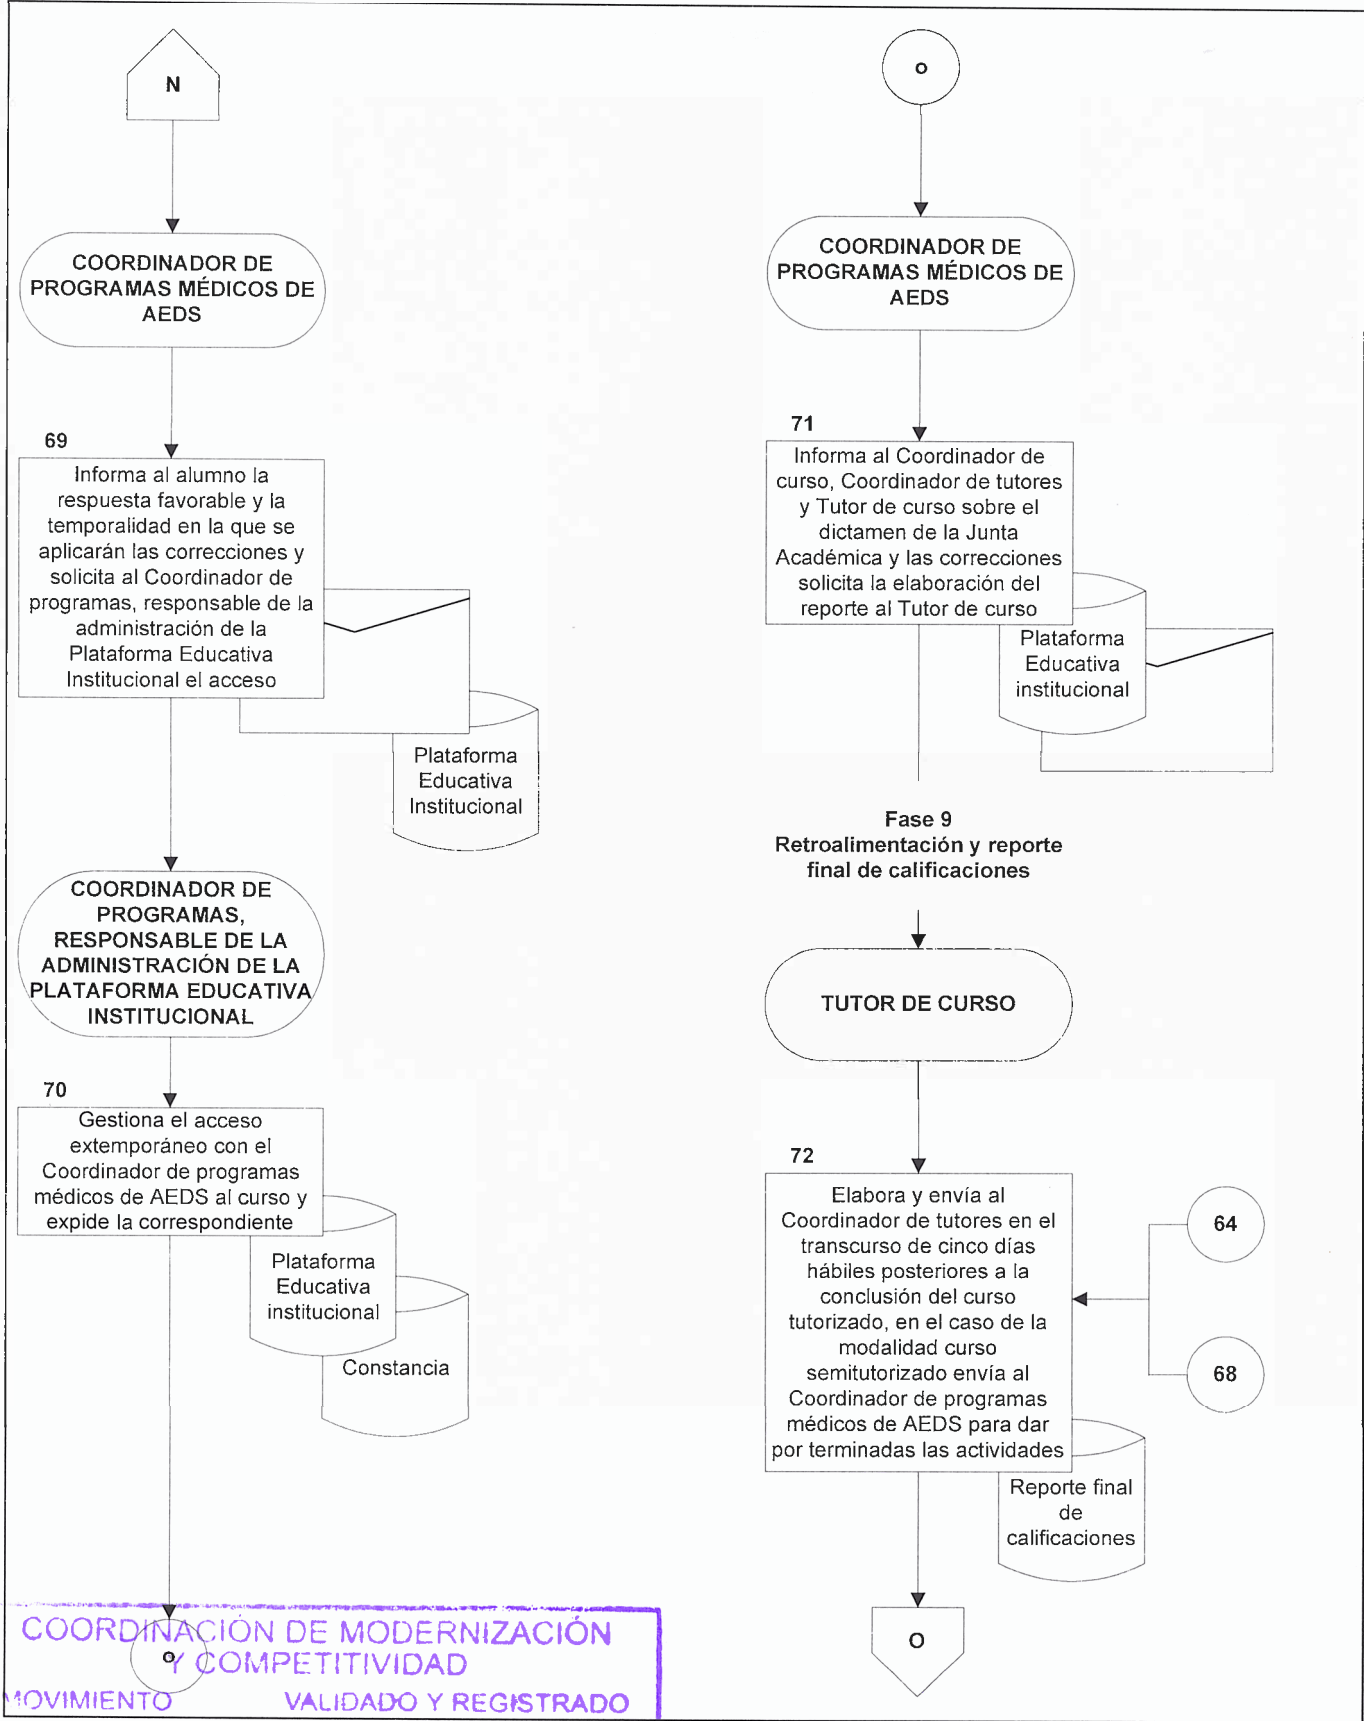 N
COORDINADOR DE
PROGRAMAS MÉDICOS DE
AEDS
69
Informa al alumno la
respuesta favorable y la
temporalidad en la que se
aplicarán las correcciones y
solicita al Coordinador de
programas, responsable de la
administración de la
Plataforma Educativa
Institucional el acceso
Plataforma
Educativa
Institucional
COORDINADOR DE
PROGRAMAS,
RESPONSABLE DE LA
ADMINISTRACIÓN DE LA
PLATAFORMA EDUCATIVA
INSTITUCIONAL
70
Gestiona el acceso
extemporáneo con el
Coordinador de programas
médicos de AEDS al curso y
expide la correspondiente
Plataforma
Educativa
institucional
Constancia
o
COORDINACIÓN DE MODERNIZACIÓN
Y COMPETITIVIDAD
MOVIMIENTO VALIDADO Y REGISTRADO
o
COORDINADOR DE
PROGRAMAS MÉDICOS DE
AEDS
71
Informa al Coordinador de
curso, Coordinador de tutores
y Tutor de curso sobre el
dictamen de la Junta
Académica y las correcciones
solicita la elaboración del
reporte al Tutor de curso
Plataforma
Educativa
institucional
Fase 9
Retroalimentación y reporte
final de calificaciones
TUTOR DE CURSO
72
Elabora y envía al
Coordinador de tutores en el
transcurso de cinco días
hábiles posteriores a la
conclusión del curso
tutorizado, en el caso de la
modalidad curso
semitutorizado envía al
Coordinador de programas
médicos de AEDS para dar
por terminadas las actividades
64
68
Reporte final
de
calificaciones
O